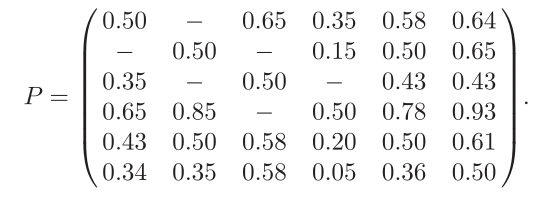 0.50 − 0.65 0.35 0.58 0.64
− 0.50 − 0.15 0.50 0.65
0.35 − 0.50 − 0.43 0.43
P = 0.65 0.85 − 0.50 0.78 0.93 .
0.43 0.50 0.58 0.20 0.50 0.61
0.34 0.35 0.58 0.05 0.36 0.50